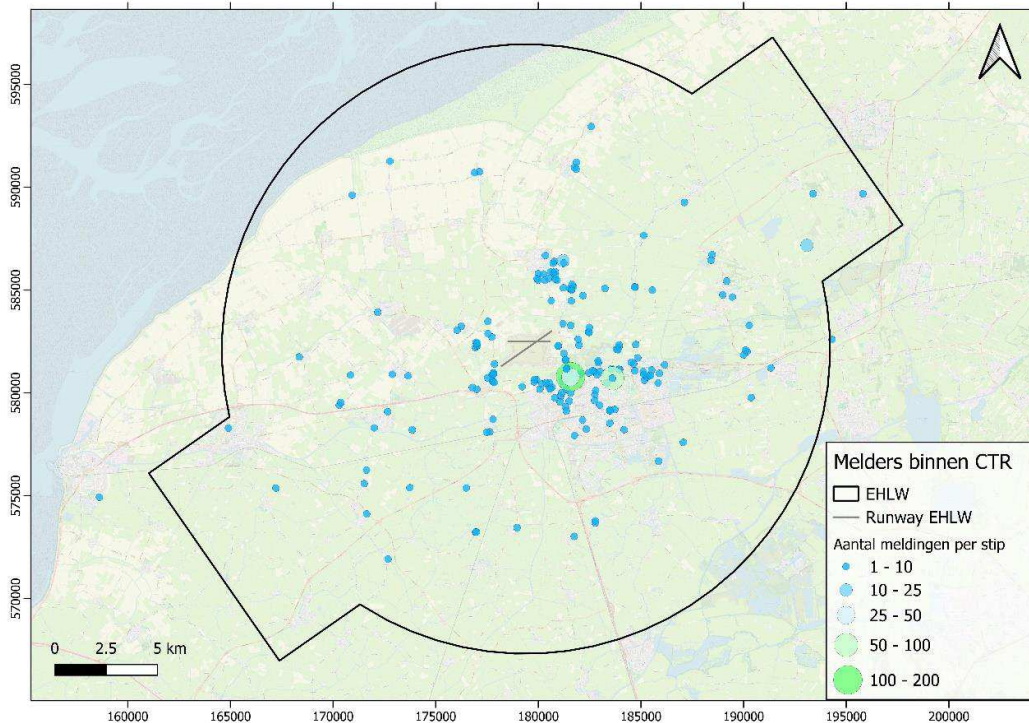 595000
590000
585000
580000
575000
570000
0 2.5 5 km
160000 165000 170000 175000 180000 185000 190000 195000 200000
Melders binnen CTR
EHLW
Runway EHLW
Aantal meldingen per stip
1 - 10
10 - 25
25 - 50
50 - 100
100 - 200